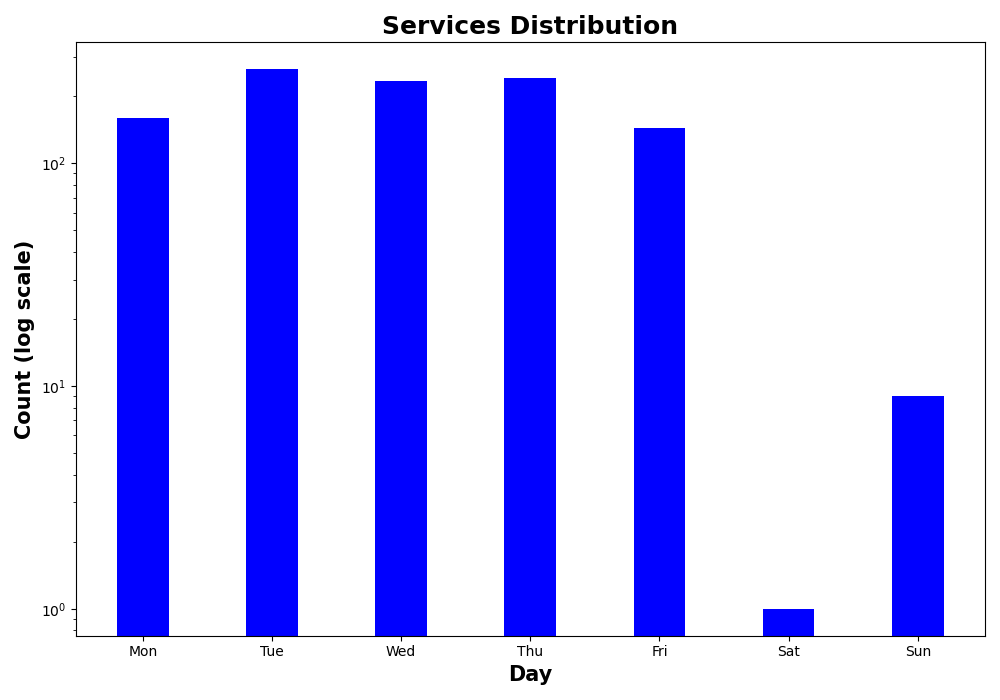 Services Distribution
Count (log scale)
10²
10¹
10⁰
Mon Tue Wed Thu Fri Sat Sun
Day